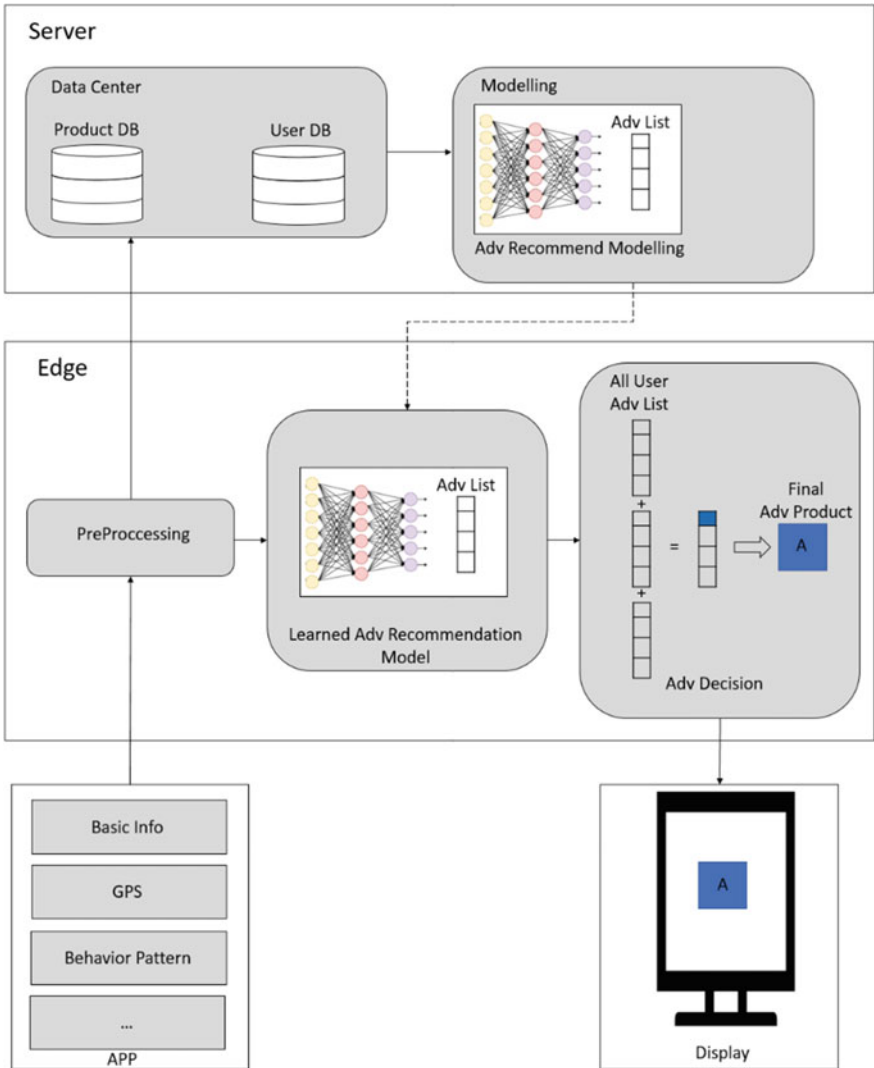 Server
Data Center
Product DB
User DB
Modelling
Adv List
Adv Recommend Modelling
Edge
PreProccessing
Adv List
Learned Adv Recommendation
Model
All User
Adv List
+
+
=
Final
Adv Product
A
Adv Decision
Basic Info
GPS
Behavior Pattern
...
APP
A
Display